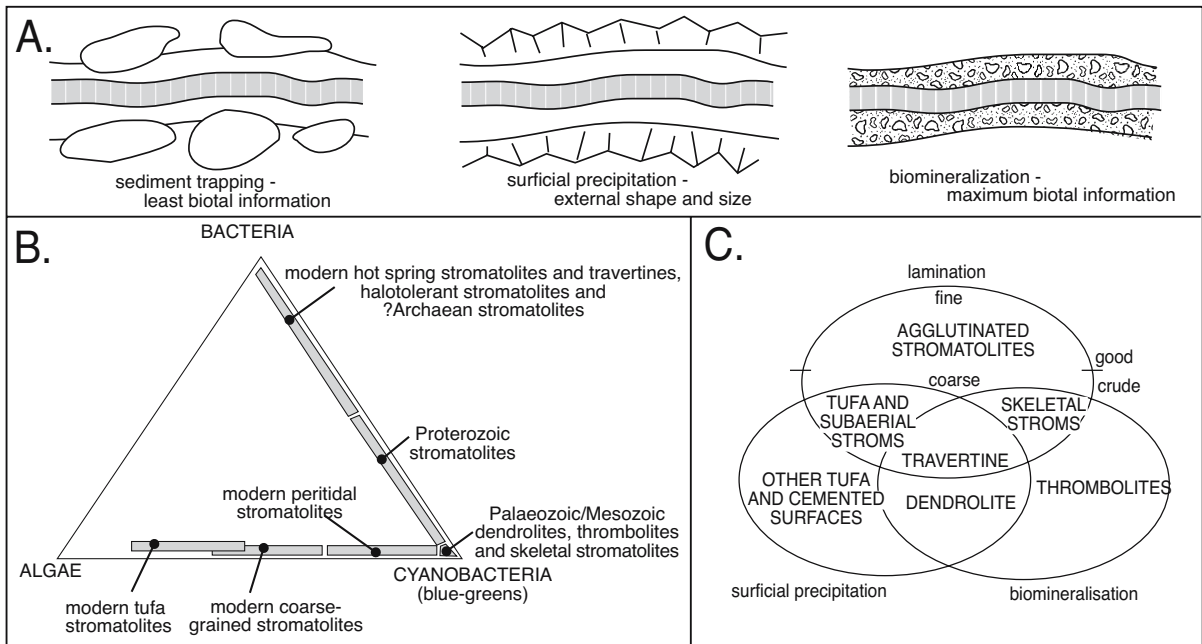 A.
sediment trapping -
least biotal information
surficial precipitation -
external shape and size
biomineralization -
maximum biotal information
B.
BACTERIA
modern hot spring stromatolites and travertines,
halotolerant stromatolites and
?Archaean stromatolites
Proterozoic
stromatolites
modern peritidal
stromatolites
Palaeozoic/Mesozoic
dendrolites, thrombolites
and skeletal stromatolites
ALGAE
CYANOBACTERIA
(blue-greens)
modern tufa
stromatolites
modern coarse-
grained stromatolites
C.
lamination
fine
AGGLUTINATED
STROMATOLITES
good
coarse
crude
TUFA AND
SUBAERIAL
STROMS
SKELETAL
STROMS
TRAVERTINE
OTHER TUFA
AND CEMENTED
SURFACES
DENDROLITE
THROMBOLITES
surficial precipitation
biomineralisation